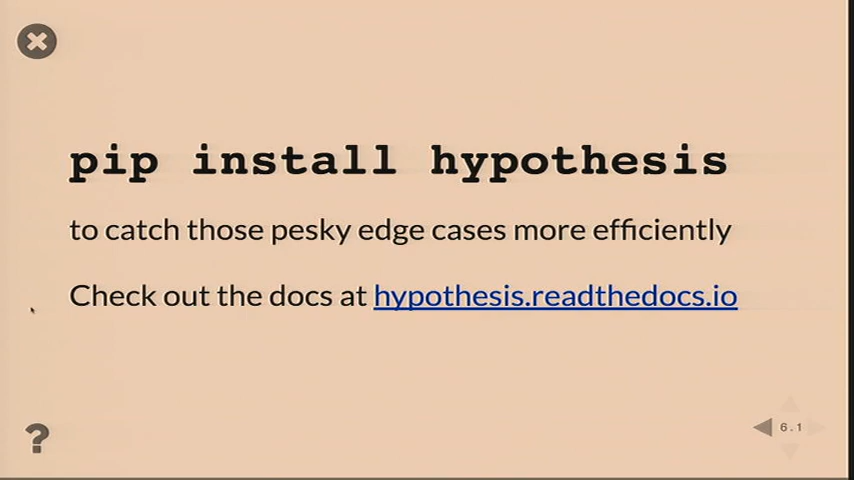 pip install hypothesis
to catch those pesky edge cases more efficiently
Check out the docs at hypothesis.readthedocs.io
?
6.1